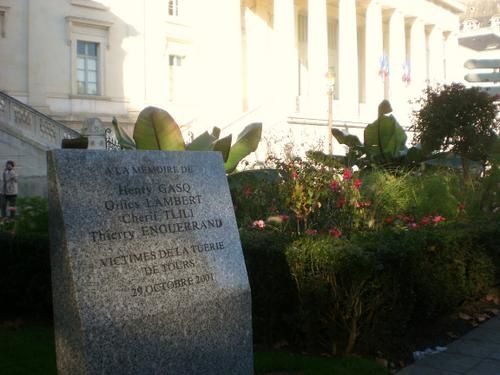 A LA MEMOIRE DE
Henry GASQ
Gilles LAMBERT
Chérif TLILI
Thierry ENGUERRAND
VICTIMES DE LA TUERIE
DE TOURS
29 OCTOBRE 2001